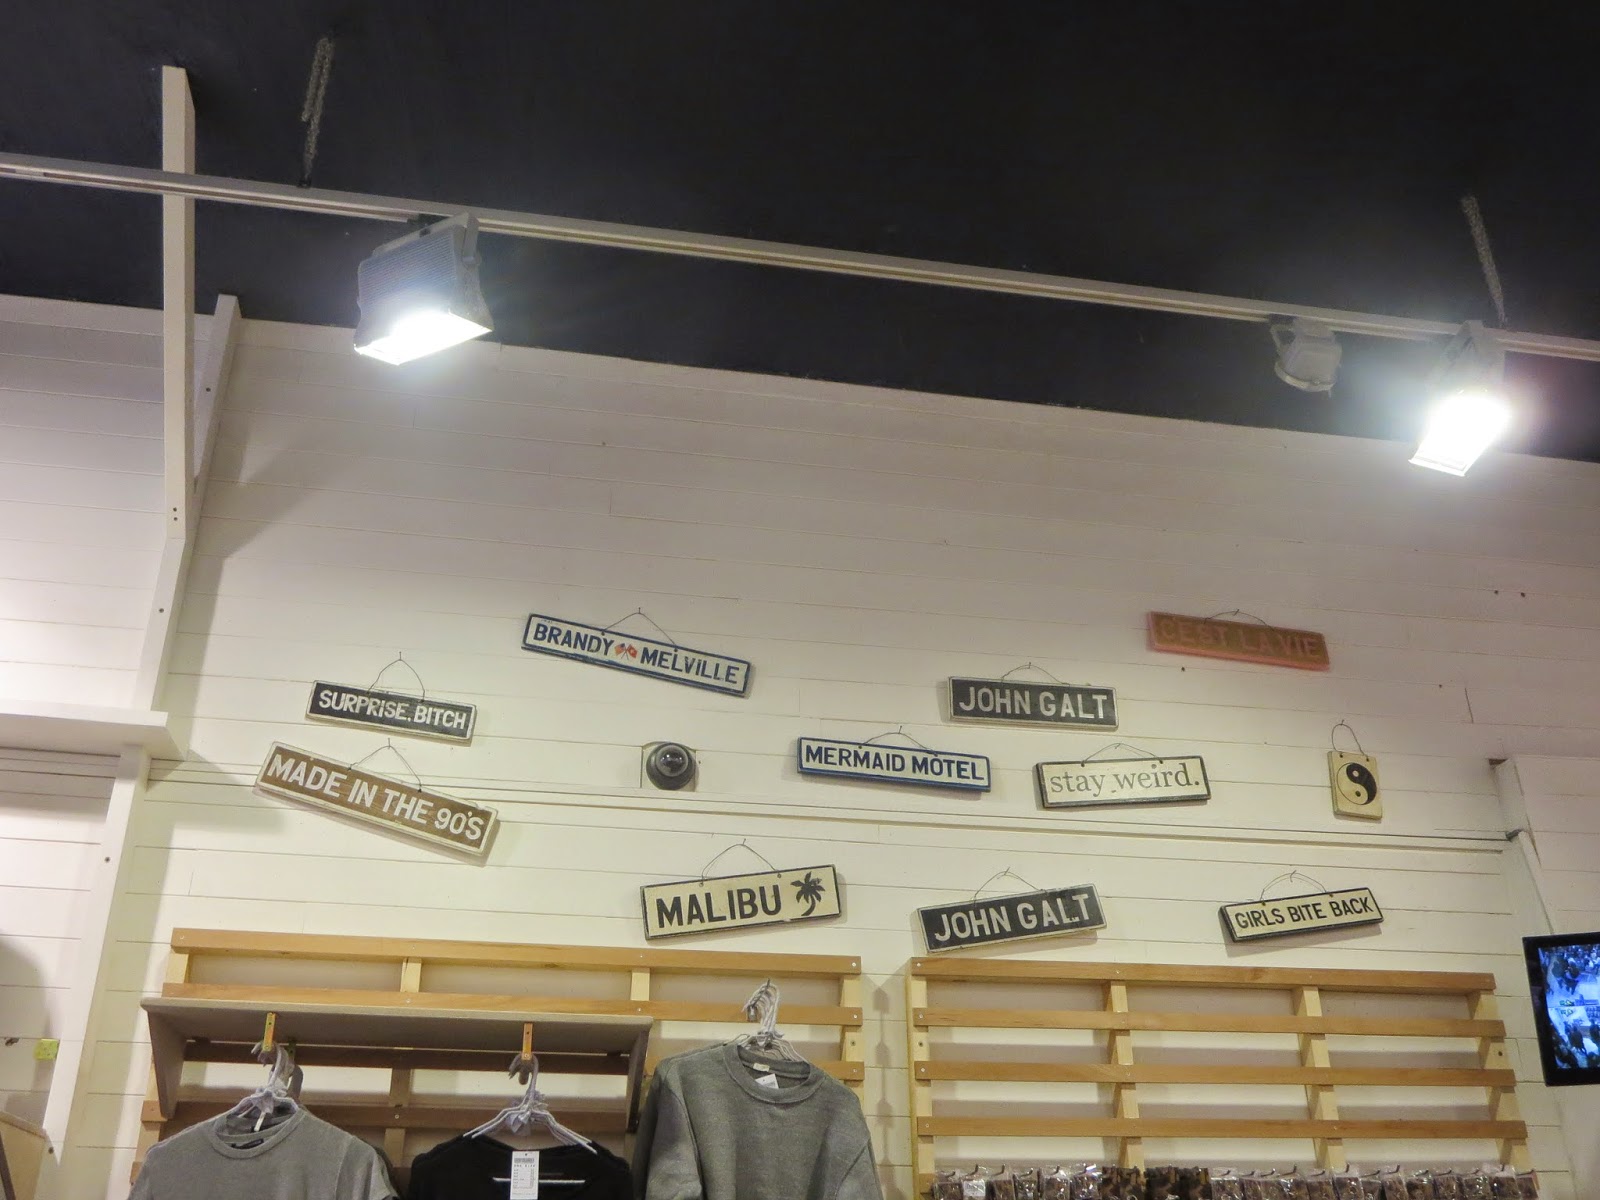 BRANDY MELVILLE
C'EST LA VIE
SURPRISE, BITCH
JOHN GALT
MADE IN THE 90'S
MERMAID MOTEL
stay weird.
MALIBU
JOHN GALT
GIRLS BITE BACK